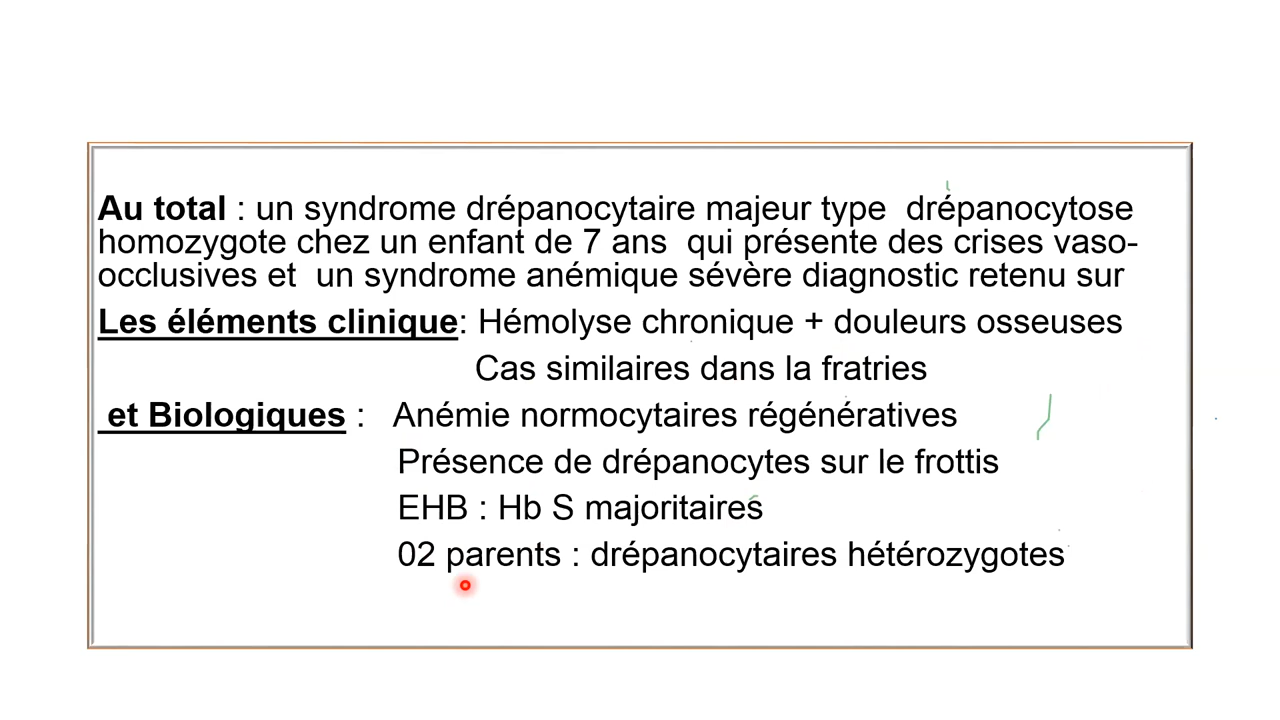 Au total : un syndrome drépanocytaire majeur type drépanocytose
homozygote chez un enfant de 7 ans qui présente des crises vaso-
occlusives et un syndrome anémique sévère diagnostic retenu sur
Les éléments clinique: Hémolyse chronique + douleurs osseuses
Cas similaires dans la fratries
et Biologiques : Anémie normocytaires régénératives
Présence de drépanocytes sur le frottis
EHB : Hb S majoritaires
02 parents : drépanocytaires hétérozygotes